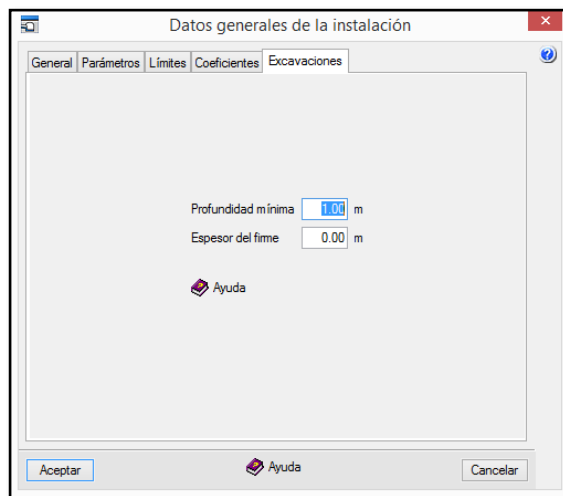 Datos generales de la instalación
General Parámetros Límites Coeficientes Excavaciones
Profundidad mínima 1.00 m
Espesor del firme 0.00 m
Ayuda
Aceptar Ayuda Cancelar